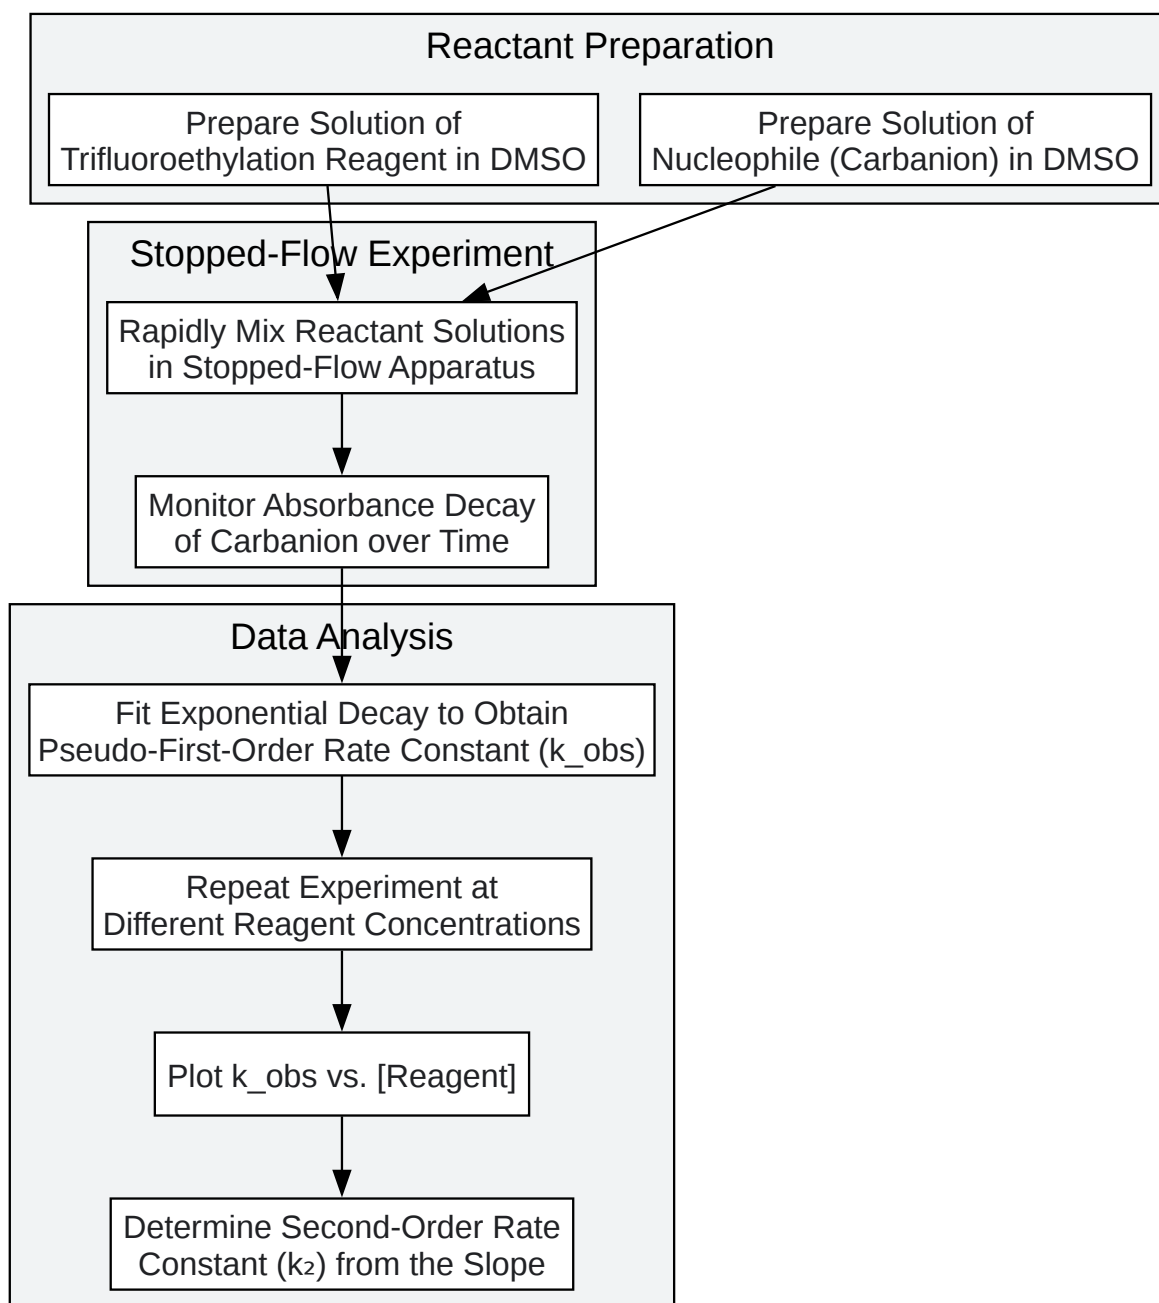 Reactant Preparation
Prepare Solution of
Trifluoroethylation Reagent in DMSO
Prepare Solution of
Nucleophile (Carbanion) in DMSO
Stopped-Flow Experiment
Rapidly Mix Reactant Solutions
in Stopped-Flow Apparatus
Monitor Absorbance Decay
of Carbanion over Time
Data Analysis
Fit Exponential Decay to Obtain
Pseudo-First-Order Rate Constant (k_obs)
Repeat Experiment at
Different Reagent Concentrations
Plot k_obs vs. [Reagent]
Determine Second-Order Rate
Constant (k₂) from the Slope